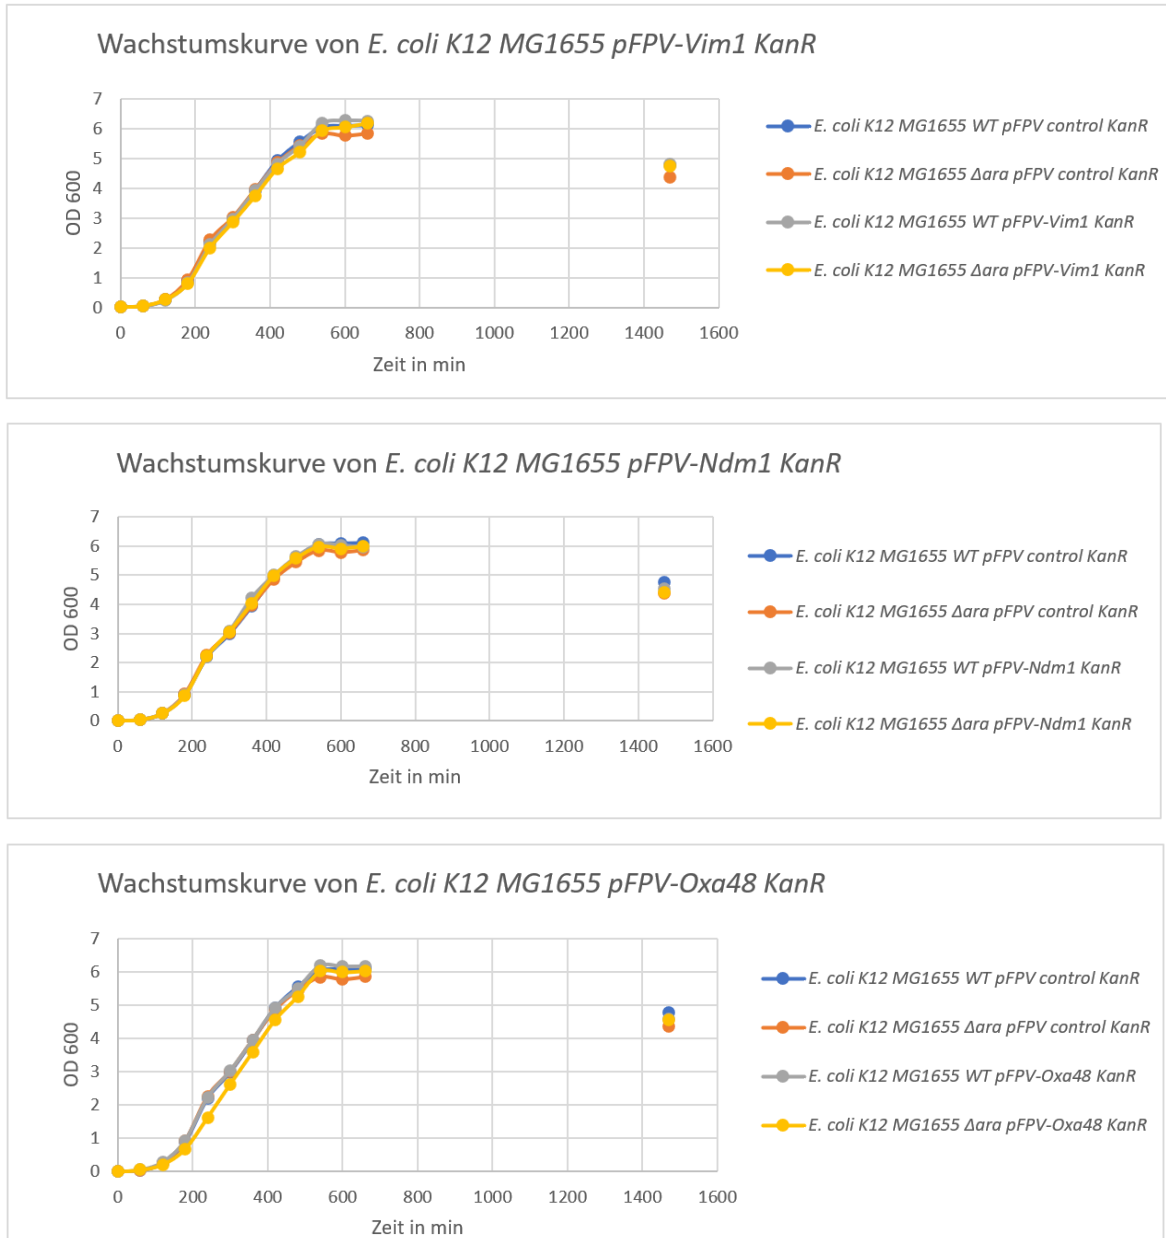 Wachstumskurve von E. coli K12 MG1655 pFPV-Vim1 KanR
7
6
5
4
3
2
1
0
OD 600
0 200 400 600 800 1000 1200 1400 1600
Zeit in min
E. coli K12 MG1655 WT pFPV control KanR
E. coli K12 MG1655 Δara pFPV control KanR
E. coli K12 MG1655 WT pFPV-Vim1 KanR
E. coli K12 MG1655 Δara pFPV-Vim1 KanR
Wachstumskurve von E. coli K12 MG1655 pFPV-Ndm1 KanR
7
6
5
4
3
2
1
0
OD 600
0 200 400 600 800 1000 1200 1400 1600
Zeit in min
E. coli K12 MG1655 WT pFPV control KanR
E. coli K12 MG1655 Δara pFPV control KanR
E. coli K12 MG1655 WT pFPV-Ndm1 KanR
E. coli K12 MG1655 Δara pFPV-Ndm1 KanR
Wachstumskurve von E. coli K12 MG1655 pFPV-Oxa48 KanR
7
6
5
4
3
2
1
0
OD 600
0 200 400 600 800 1000 1200 1400 1600
Zeit in min
E. coli K12 MG1655 WT pFPV control KanR
E. coli K12 MG1655 Δara pFPV control KanR
E. coli K12 MG1655 WT pFPV-Oxa48 KanR
E. coli K12 MG1655 Δara pFPV-Oxa48 KanR